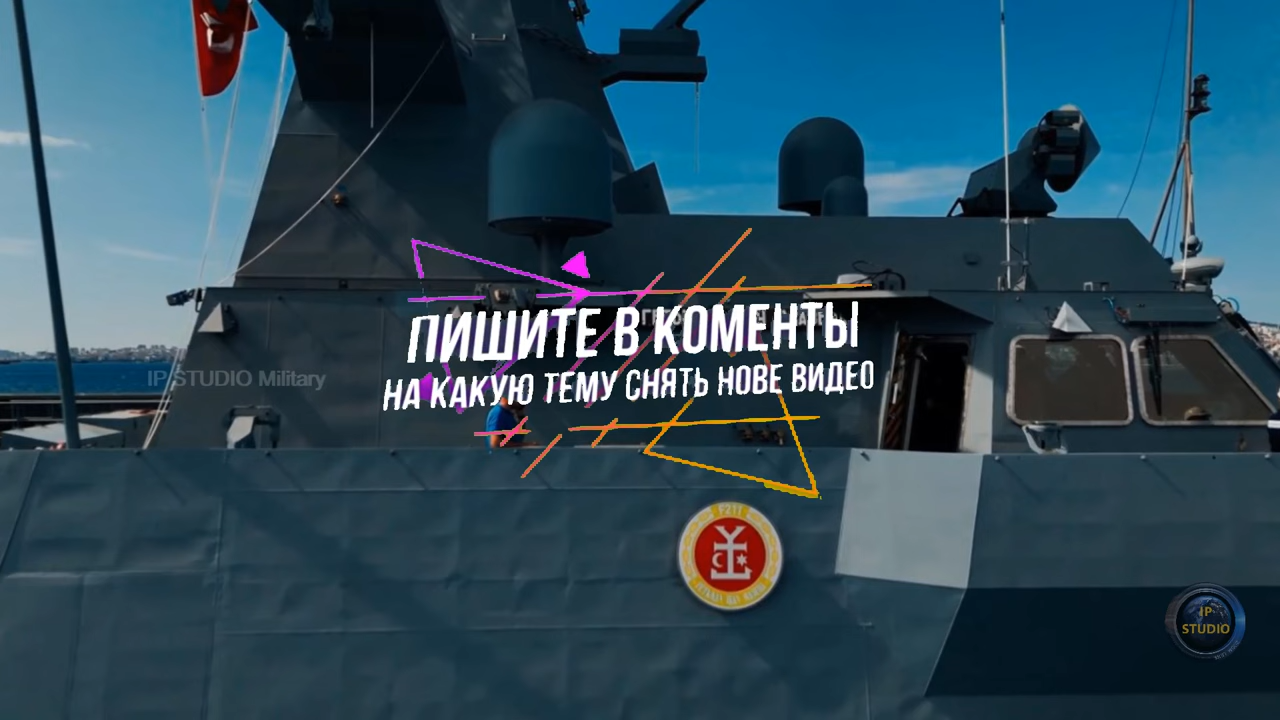 ПИШИТЕ В КОМЕНТЫ
НА КАКУЮ ТЕМУ СНЯТЬ НОВЕ ВИДЕО
IP STUDIO Military
IP
STUDIO